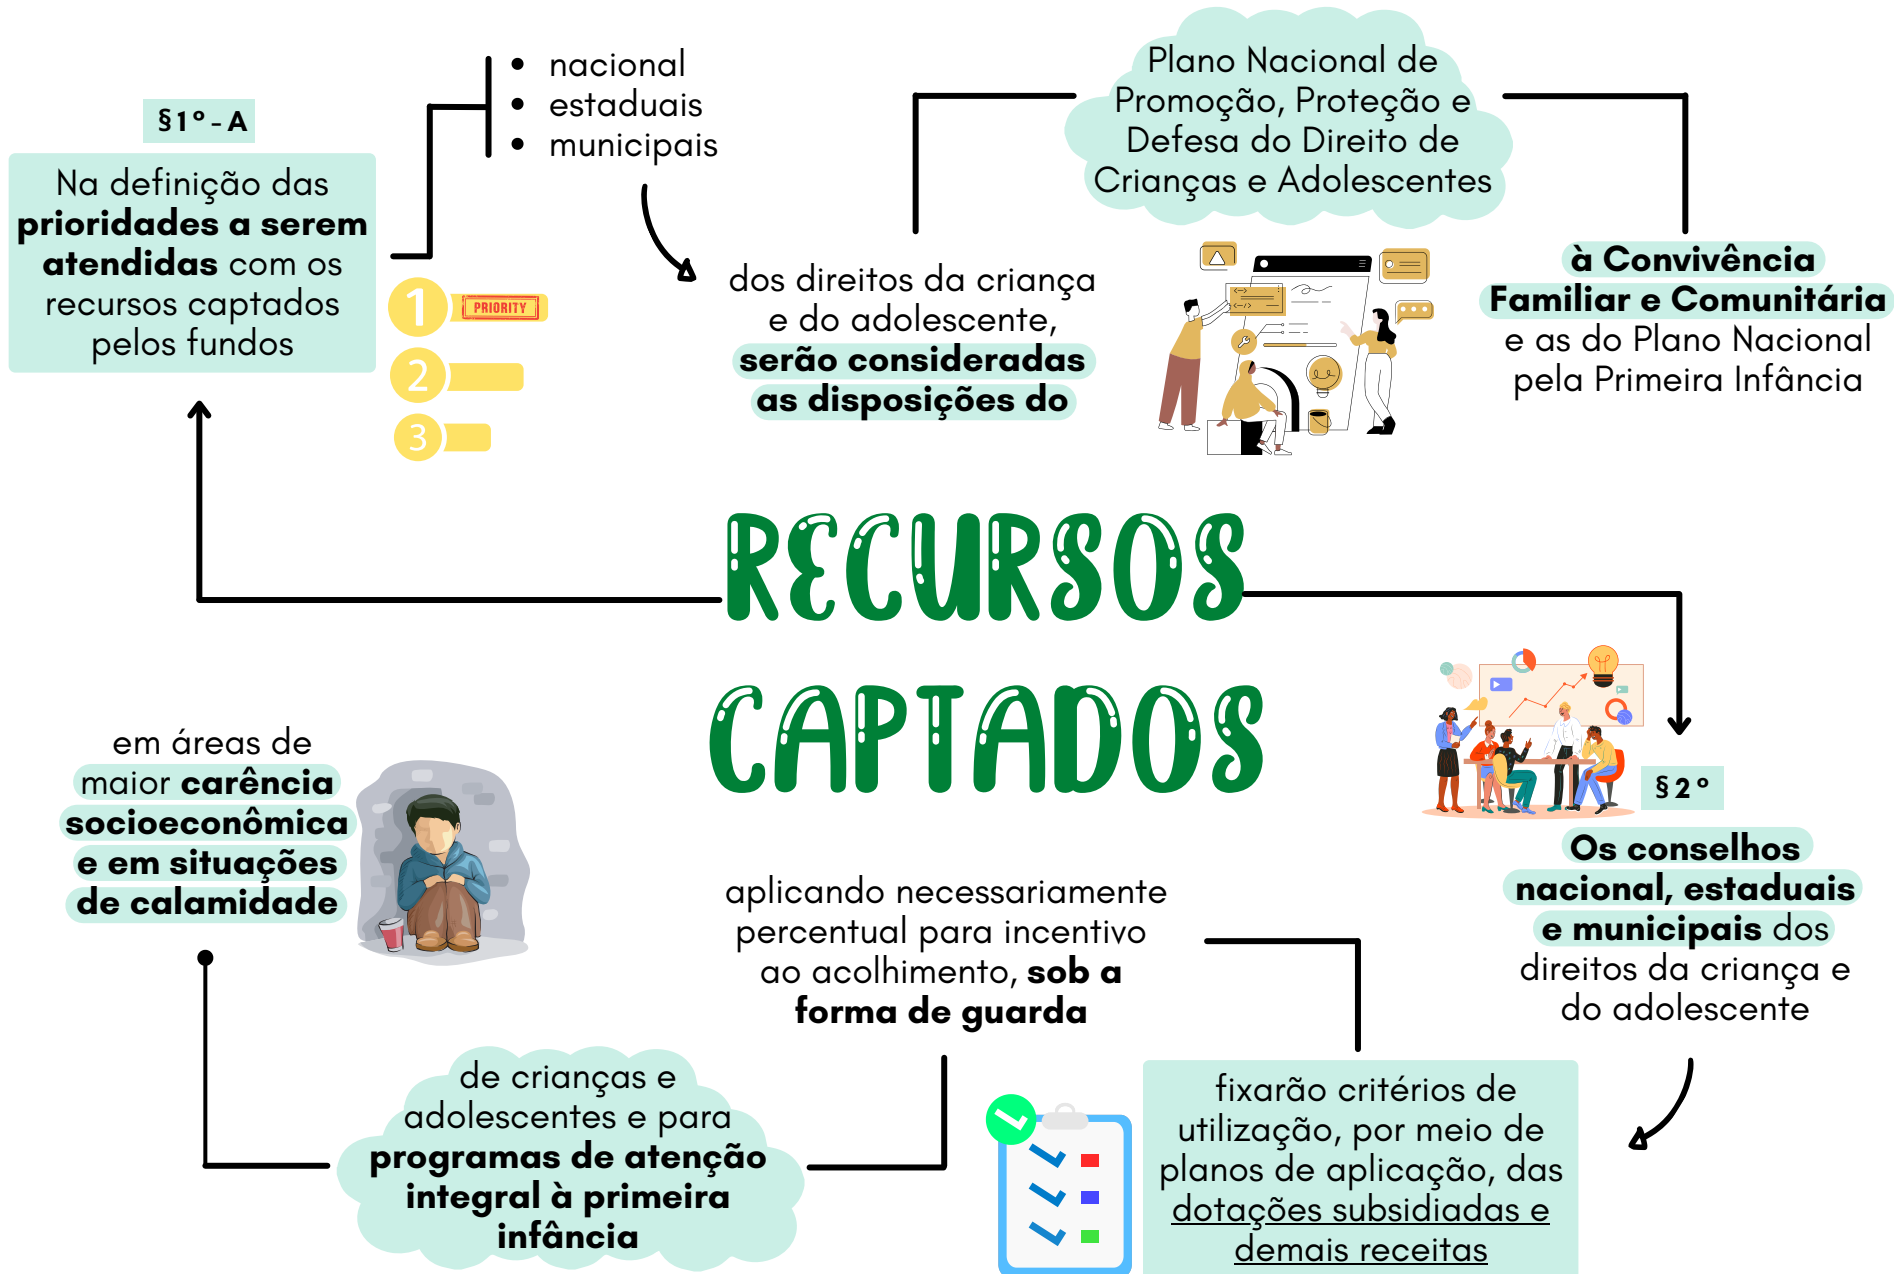 §1º-A
Na definição das
prioridades a serem
atendidas com os
recursos captados
pelos fundos
nacional
estaduais
municipais
1
PRIORITY
2
3
dos direitos da criança
e do adolescente,
serão consideradas
as disposições do
Plano Nacional de
Promoção, Proteção e
Defesa do Direito de
Crianças e Adolescentes
à Convivência
Familiar e Comunitária
e as do Plano Nacional
pela Primeira Infância
RECURSOS
CAPTADOS
§2º
Os conselhos
nacional, estaduais
e municipais dos
direitos da criança e
do adolescente
fixarão critérios de
utilização, por meio de
planos de aplicação, das
dotações subsidiadas e
demais receitas
aplicando necessariamente
percentual para incentivo
ao acolhimento, sob a
forma de guarda
de crianças e
adolescentes e para
programas de atenção
integral à primeira
infância
em áreas de
maior carência
socioeconômica
e em situações
de calamidade